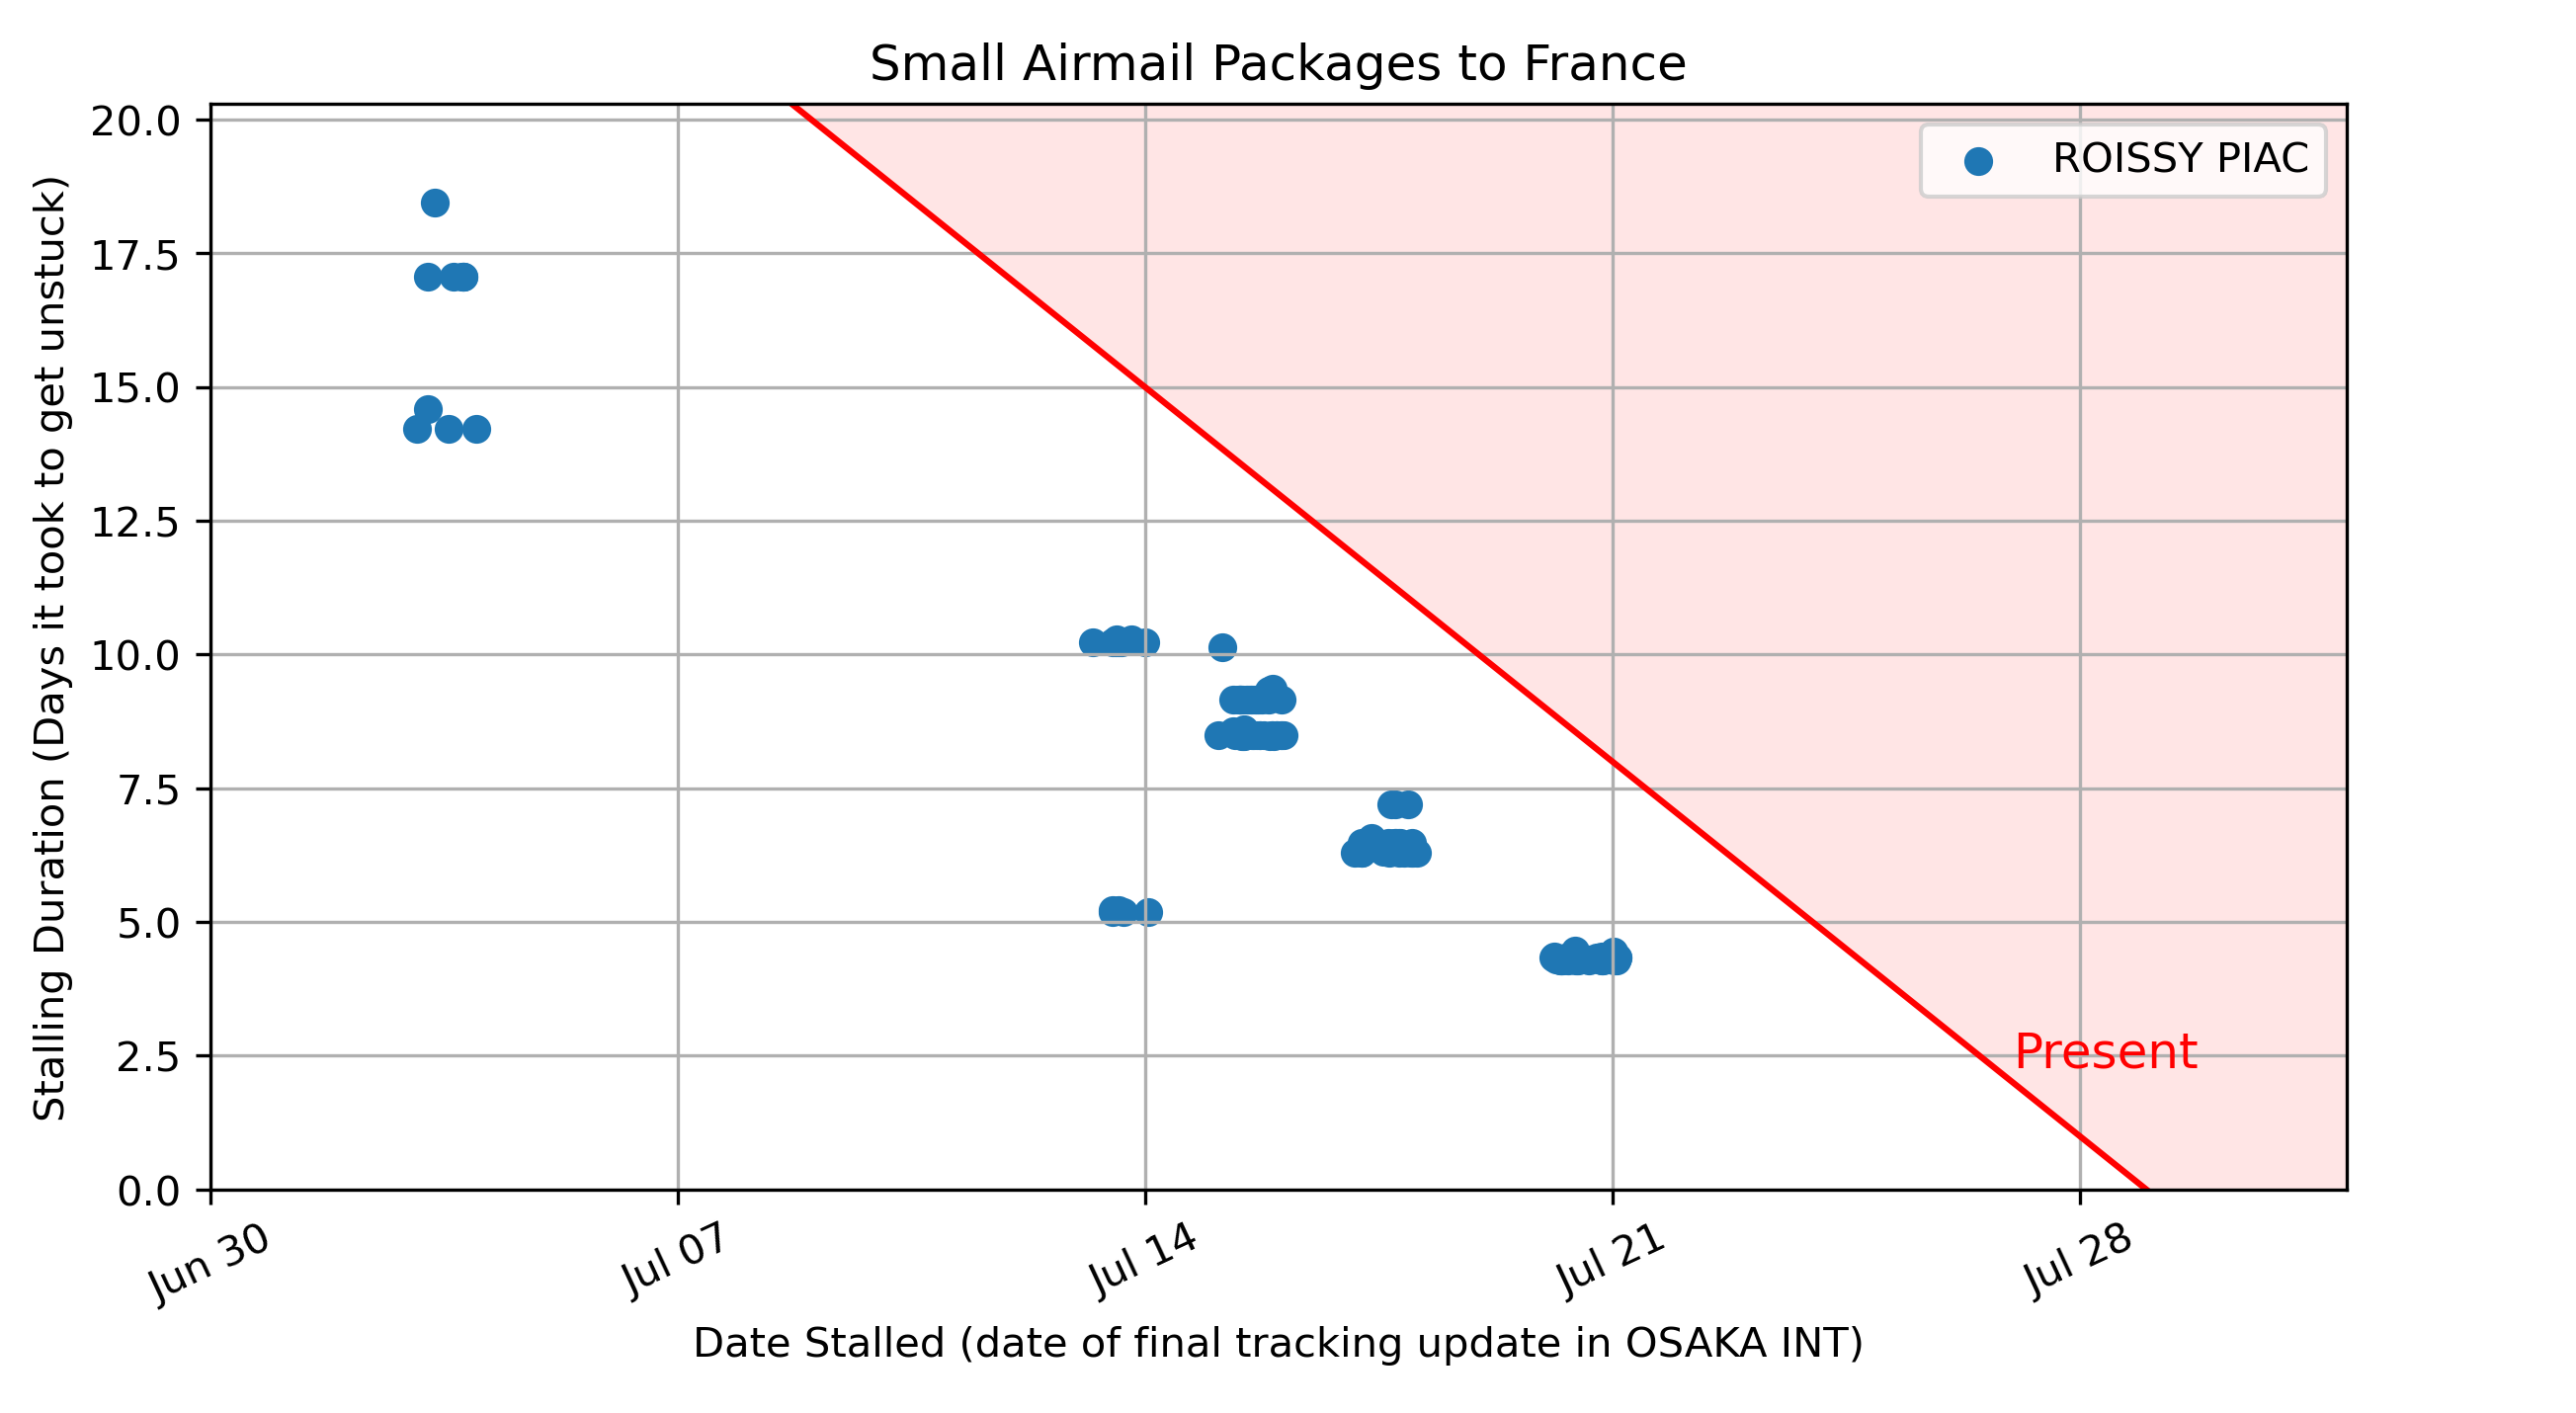 Small Airmail Packages to France
Stalling Duration (Days it took to get unstuck)
20.0
17.5
15.0
12.5
10.0
7.5
5.0
2.5
0.0
ROISSY PIAC
Present
Jun 30
Jul 07
Jul 14
Jul 21
Jul 28
Date Stalled (date of final tracking update in OSAKA INT)